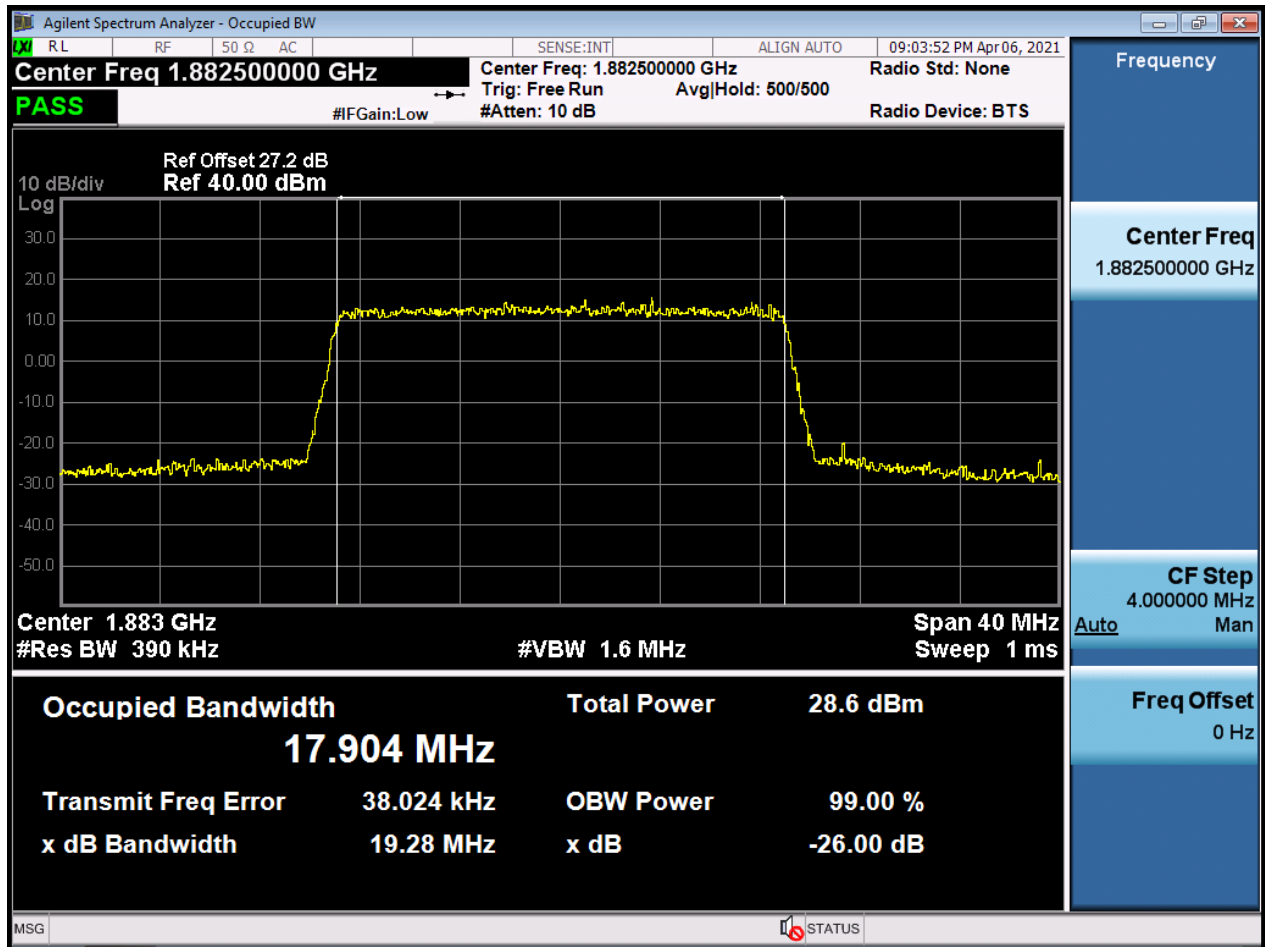 Agilent Spectrum Analyzer - Occupied BW
LXI RL RF 50 Ω AC SENSE:INT ALIGN AUTO 09:03:52 PM Apr 06, 2021
Center Freq 1.882500000 GHz
Center Freq: 1.882500000 GHz Radio Std: None
Trig: Free Run Avg|Hold: 500/500
PASS
#IFGain:Low #Atten: 10 dB Radio Device: BTS
Ref Offset 27.2 dB
10 dB/div Ref 40.00 dBm
Log
30.0
20.0
10.0
0.00
-10.0
-20.0
-30.0
-40.0
-50.0
Center 1.883 GHz Span 40 MHz
#Res BW 390 kHz #VBW 1.6 MHz Sweep 1 ms
Occupied Bandwidth Total Power 28.6 dBm
17.904 MHz
Transmit Freq Error 38.024 kHz OBW Power 99.00 %
x dB Bandwidth 19.28 MHz x dB -26.00 dB
Frequency
Center Freq
1.882500000 GHz
CF Step
4.000000 MHz
Auto Man
Freq Offset
0 Hz
MSG STATUS